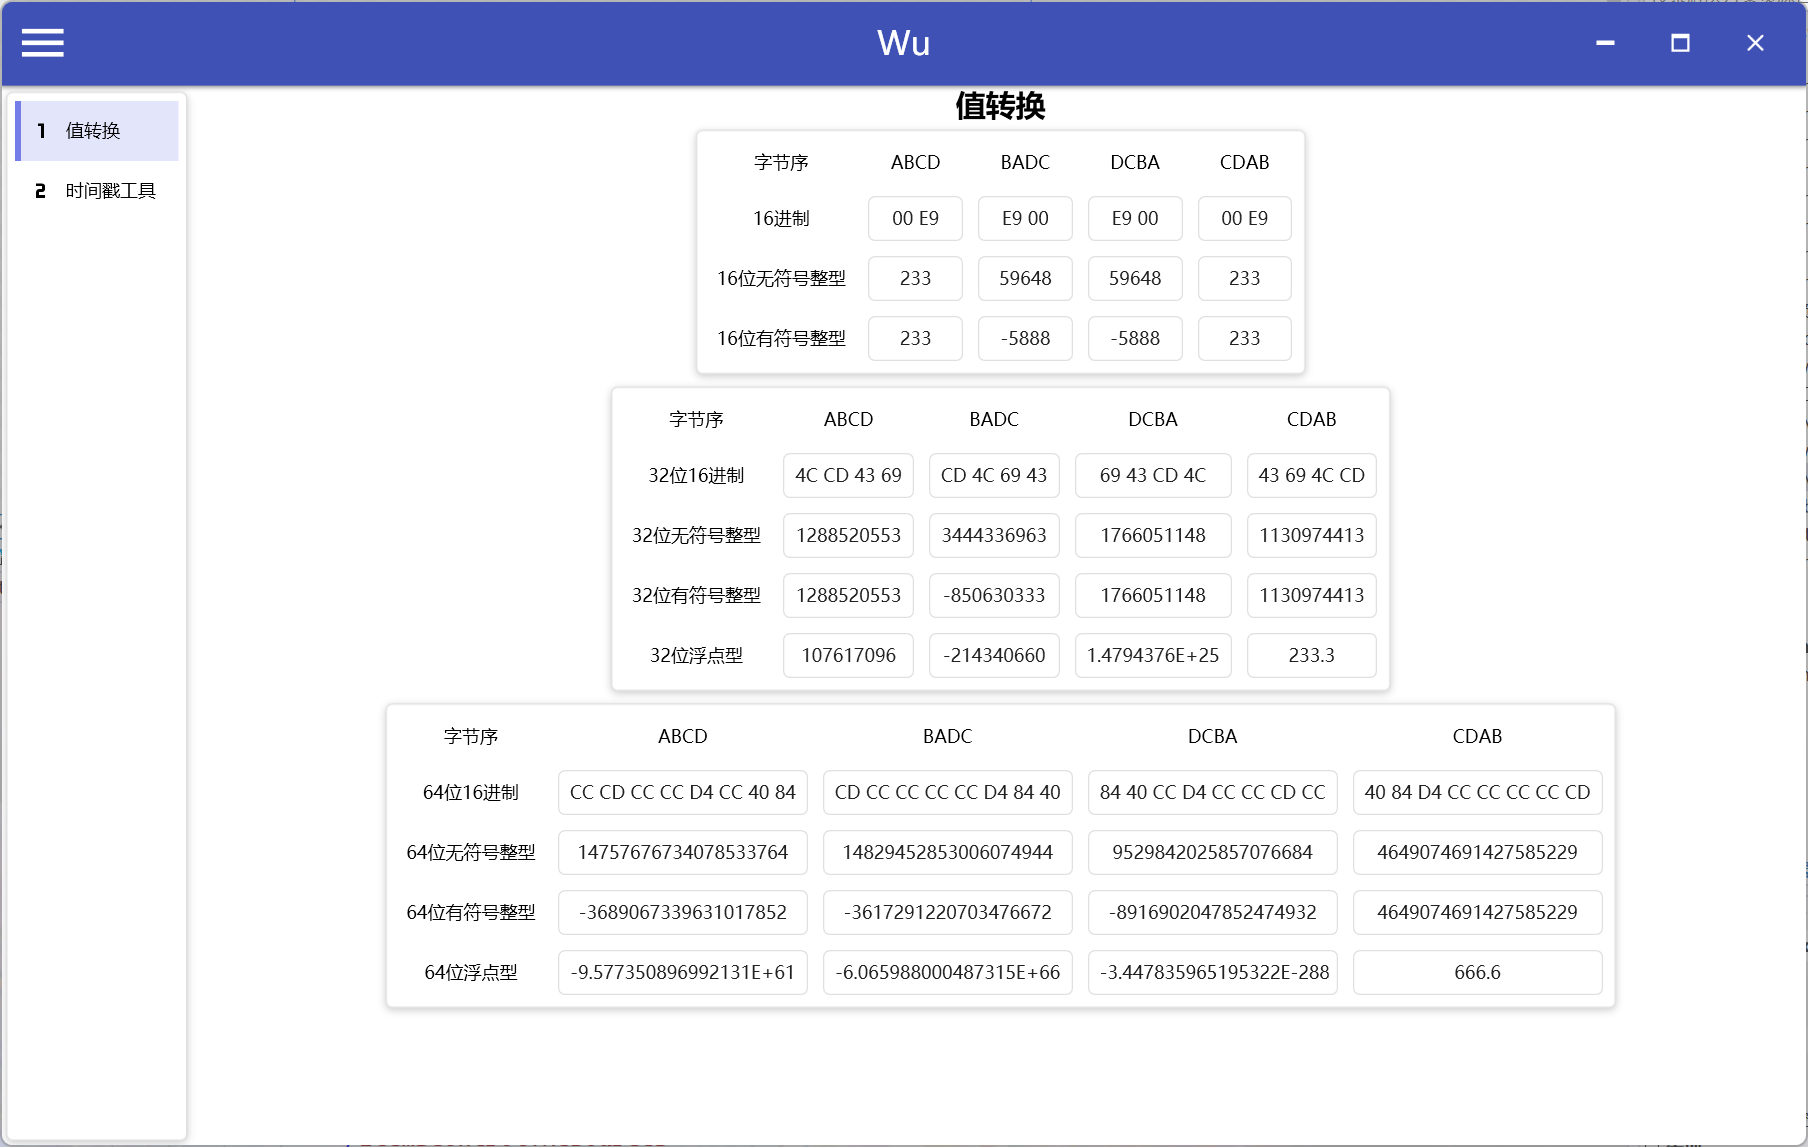 Wu
1 值转换
2 时间戳工具
值转换
字节序 ABCD BADC DCBA CDAB
16进制 00 E9 E9 00 E9 00 00 E9
16位无符号整型 233 59648 59648 233
16位有符号整型 233 -5888 -5888 233
字节序 ABCD BADC DCBA CDAB
32位16进制 4C CD 43 69 CD 4C 69 43 69 43 CD 4C 43 69 4C CD
32位无符号整型 1288520553 3444336963 1766051148 1130974413
32位有符号整型 1288520553 -850630333 1766051148 1130974413
32位浮点型 107617096 -214340660 1.4794376E+25 233.3
字节序 ABCD BADC DCBA CDAB
64位16进制 CC CD CC CC D4 CC 40 84 CD CC CC CC CC D4 84 40 84 40 CC D4 CC CC CD CC 40 84 D4 CC CC CC CC CD
64位无符号整型 14757676734078533764 14829452853006074944 9529842025857076684 4649074691427585229
64位有符号整型 -3689067339631017852 -3617291220703476672 -8916902047852474932 4649074691427585229
64位浮点型 -9.577350896992131E+61 -6.065988000487315E+66 -3.447835965195322E-288 666.6